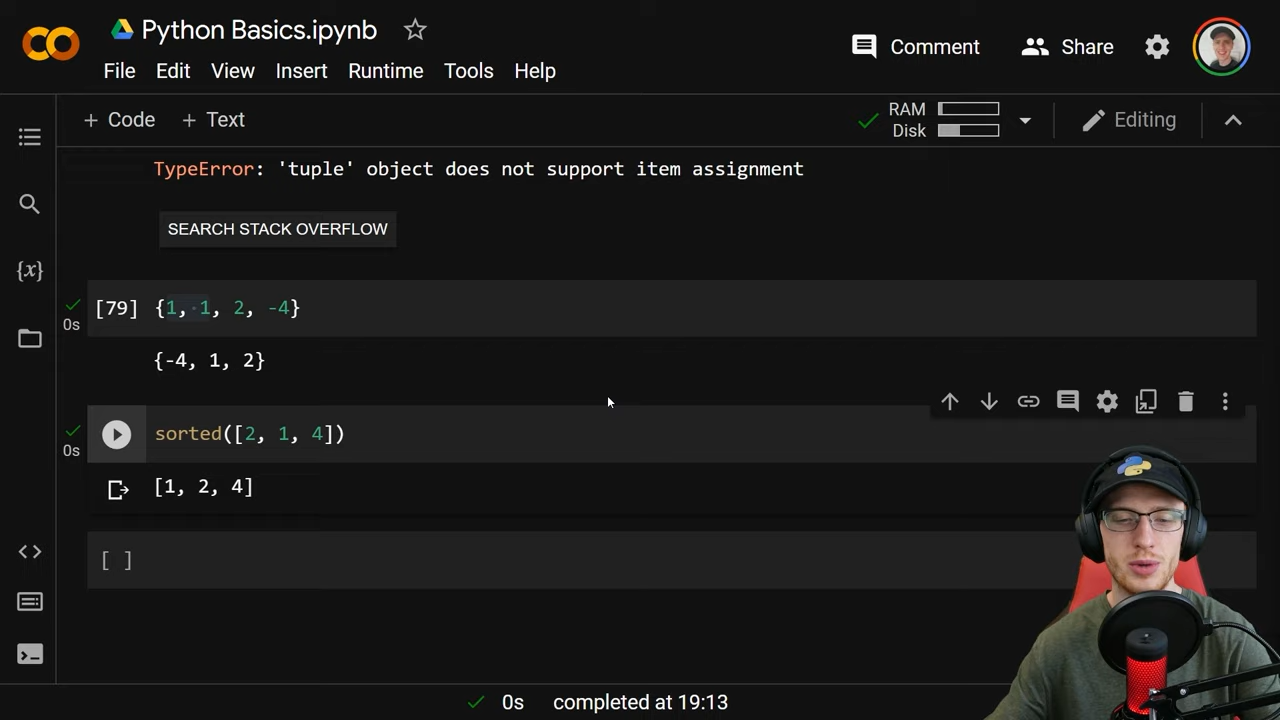 Python Basics.ipynb
File Edit View Insert Runtime Tools Help
Comment Share
+ Code + Text
RAM
Disk
Editing
TypeError: 'tuple' object does not support item assignment
SEARCH STACK OVERFLOW
[79] {1, 1, 2, -4}
0s
{-4, 1, 2}
sorted([2, 1, 4])
0s
[1, 2, 4]
[ ]
0s completed at 19:13